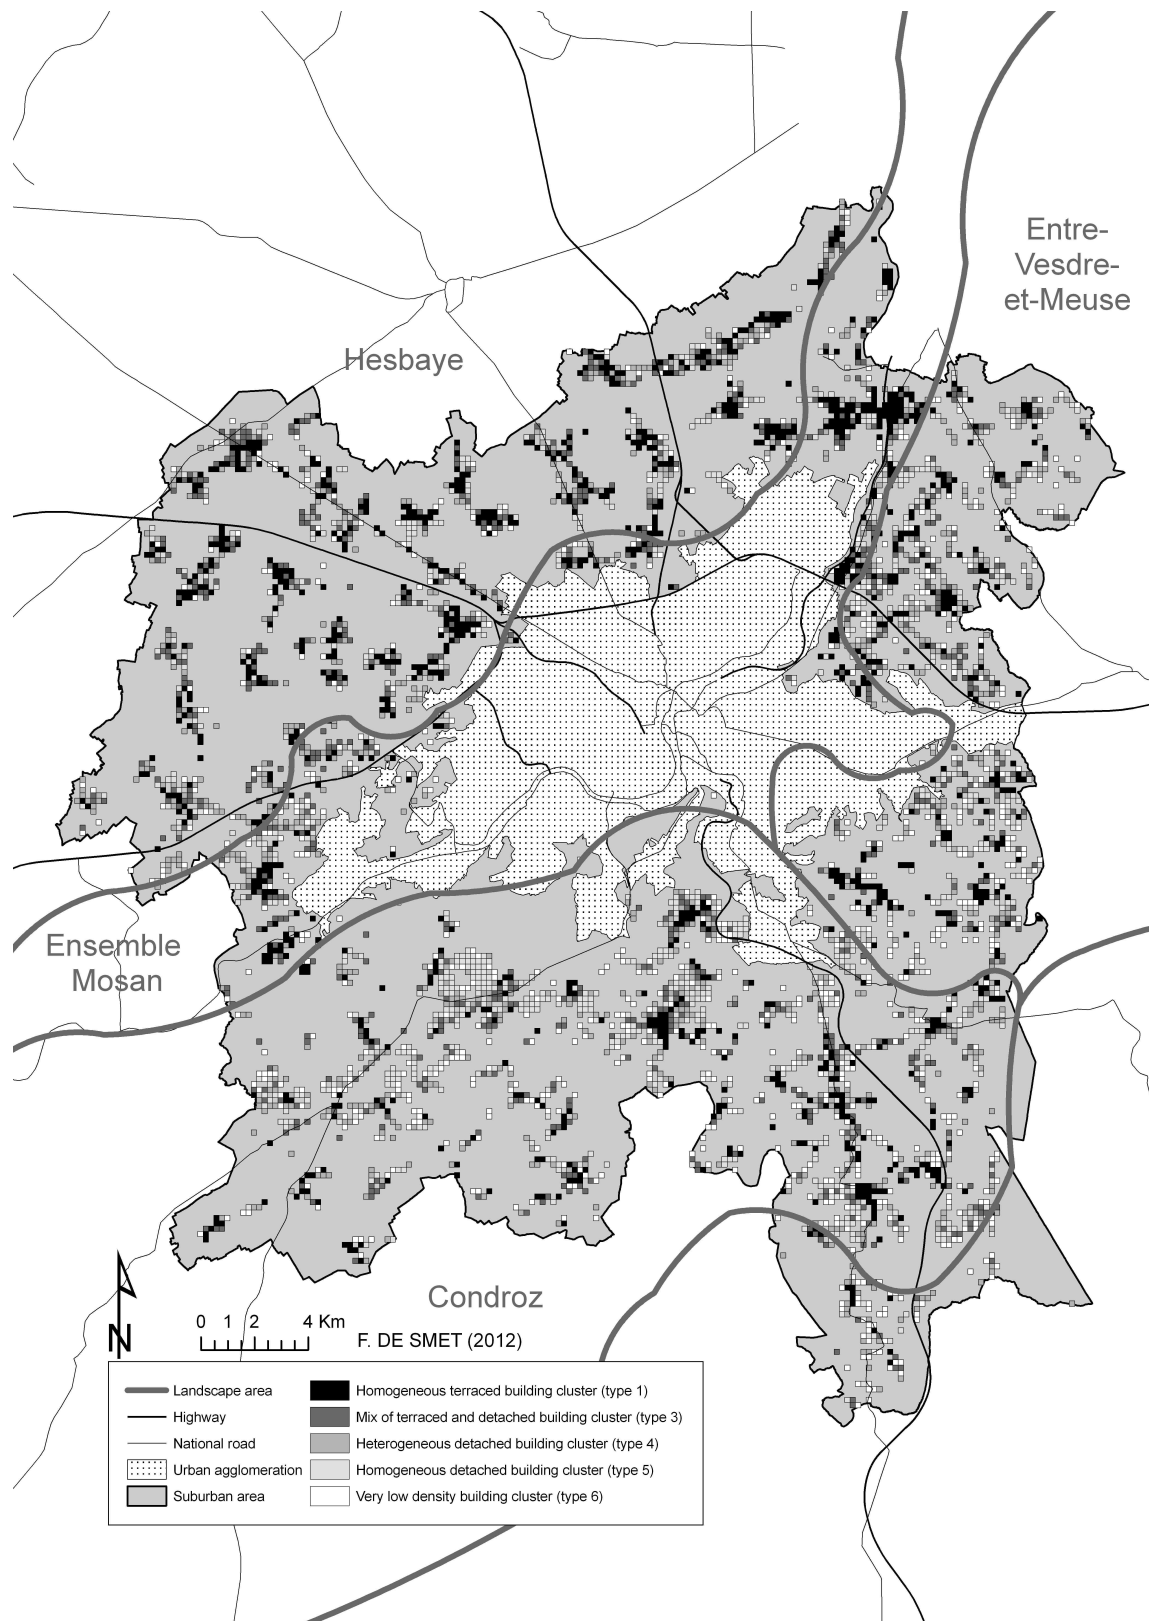 Entre-
Vesdre-
et-Meuse
Hesbaye
Ensemble
Mosan
Condroz
N
0 1 2 4 Km
F. DE SMET (2012)
Landscape area
Highway
National road
Urban agglomeration
Suburban area
Homogeneous terraced building cluster (type 1)
Mix of terraced and detached building cluster (type 3)
Heterogeneous detached building cluster (type 4)
Homogeneous detached building cluster (type 5)
Very low density building cluster (type 6)